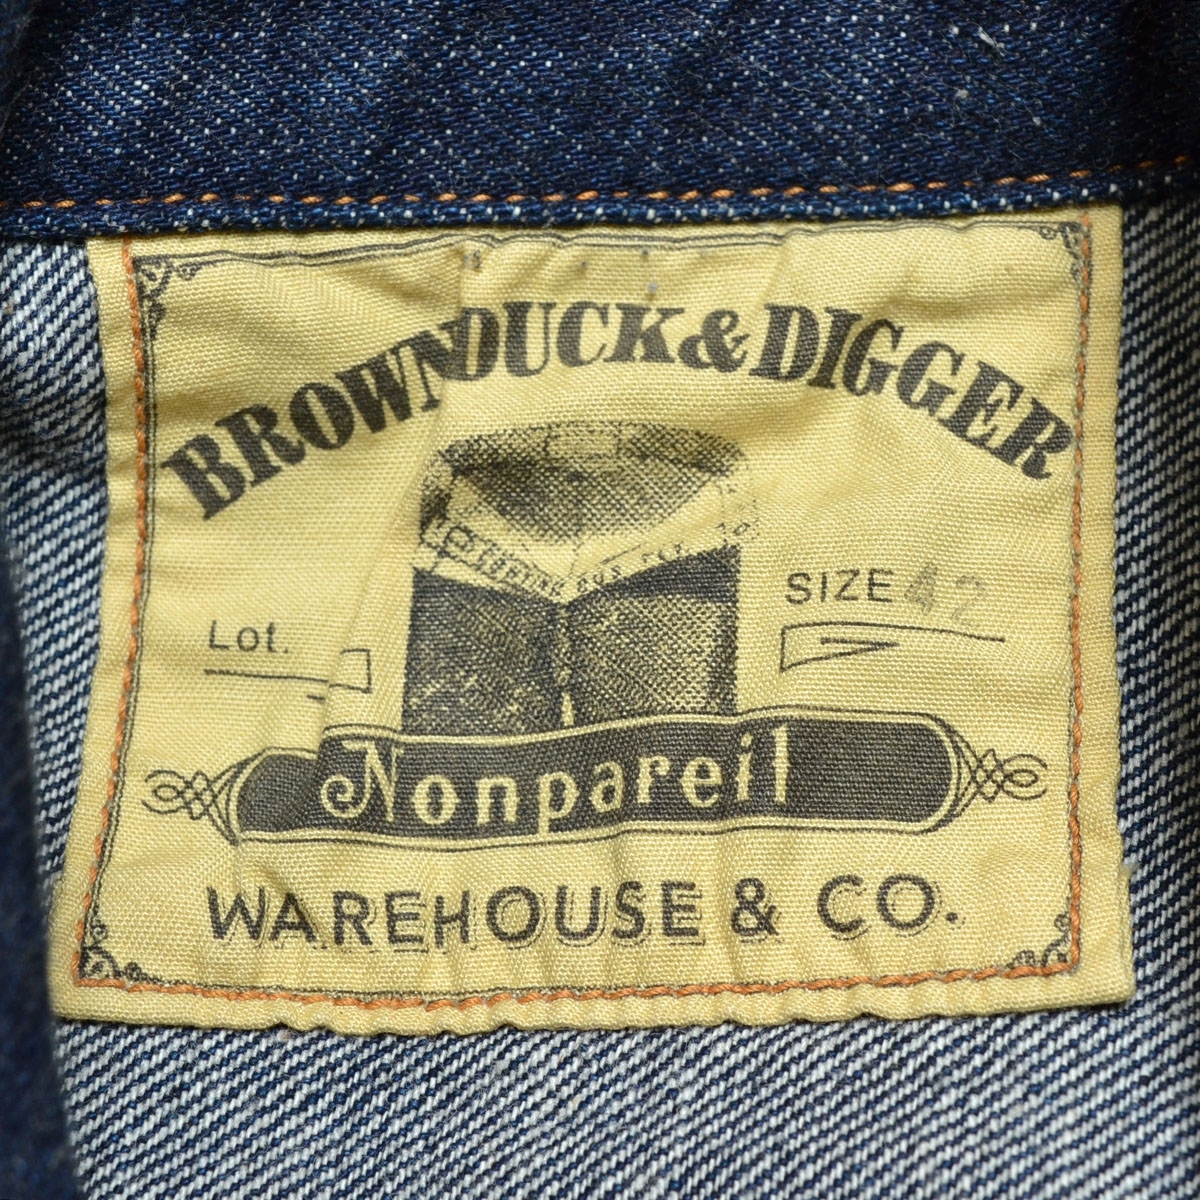 BROWNDUCK&DIGGER
SIZE 42
Lot.
Nonpareil
WAREHOUSE & CO.